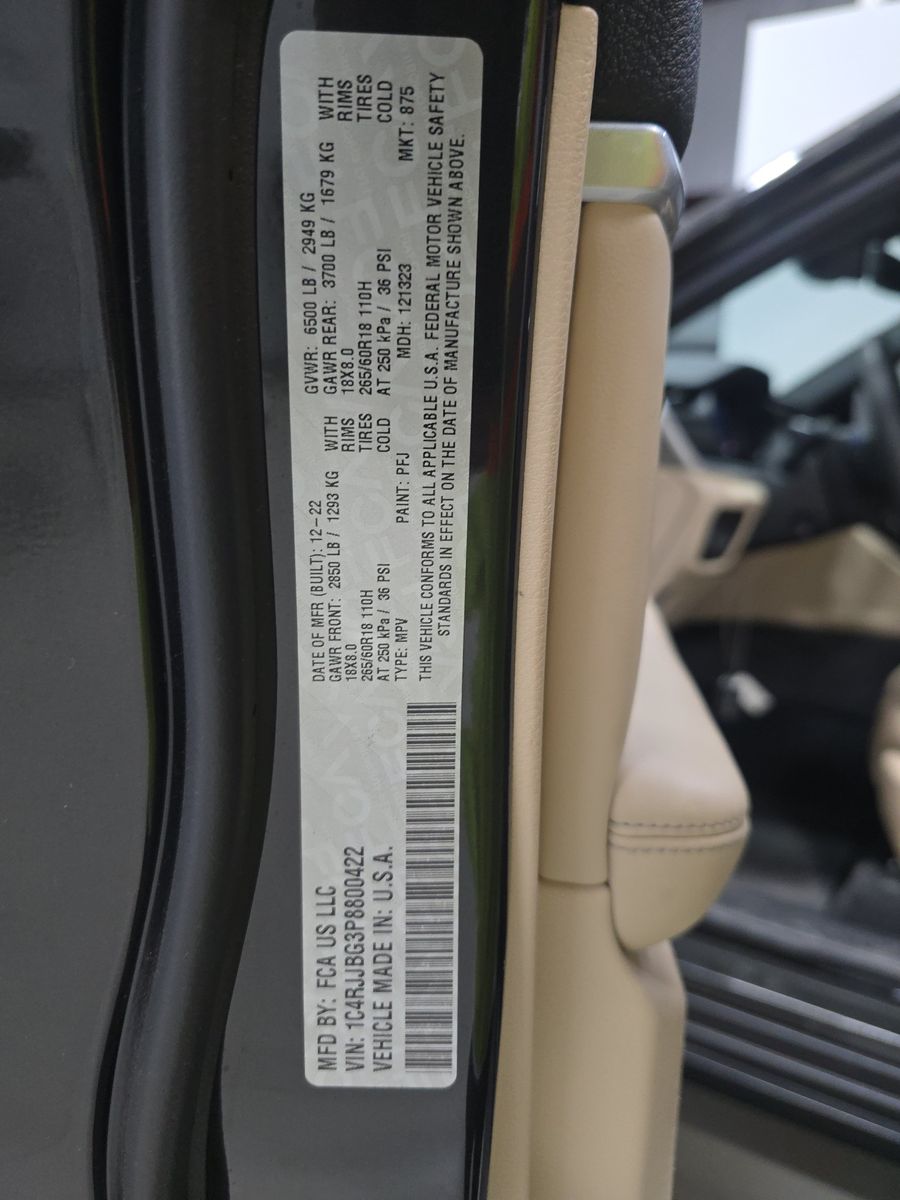 MFD BY: FCA US LLC
VIN: 1C4RJJBG3P8800422
VEHICLE MADE IN: U.S.A.
DATE OF MFR (BUILT): 12-22 GVWR: 6500 LB / 2949 KG
GAWR FRONT: 2850 LB / 1293 KG WITH GAWR REAR: 3700 LB / 1679 KG WITH
18X8.0 RIMS 18X8.0 RIMS
265/60R18 110H TIRES 265/60R18 110H TIRES
AT 250 kPa / 36 PSI COLD AT 250 kPa / 36 PSI COLD
TYPE: MPV PAINT: PFJ MDH: 121323 MKT: 875
THIS VEHICLE CONFORMS TO ALL APPLICABLE U.S.A. FEDERAL MOTOR VEHICLE SAFETY
STANDARDS IN EFFECT ON THE DATE OF MANUFACTURE SHOWN ABOVE.